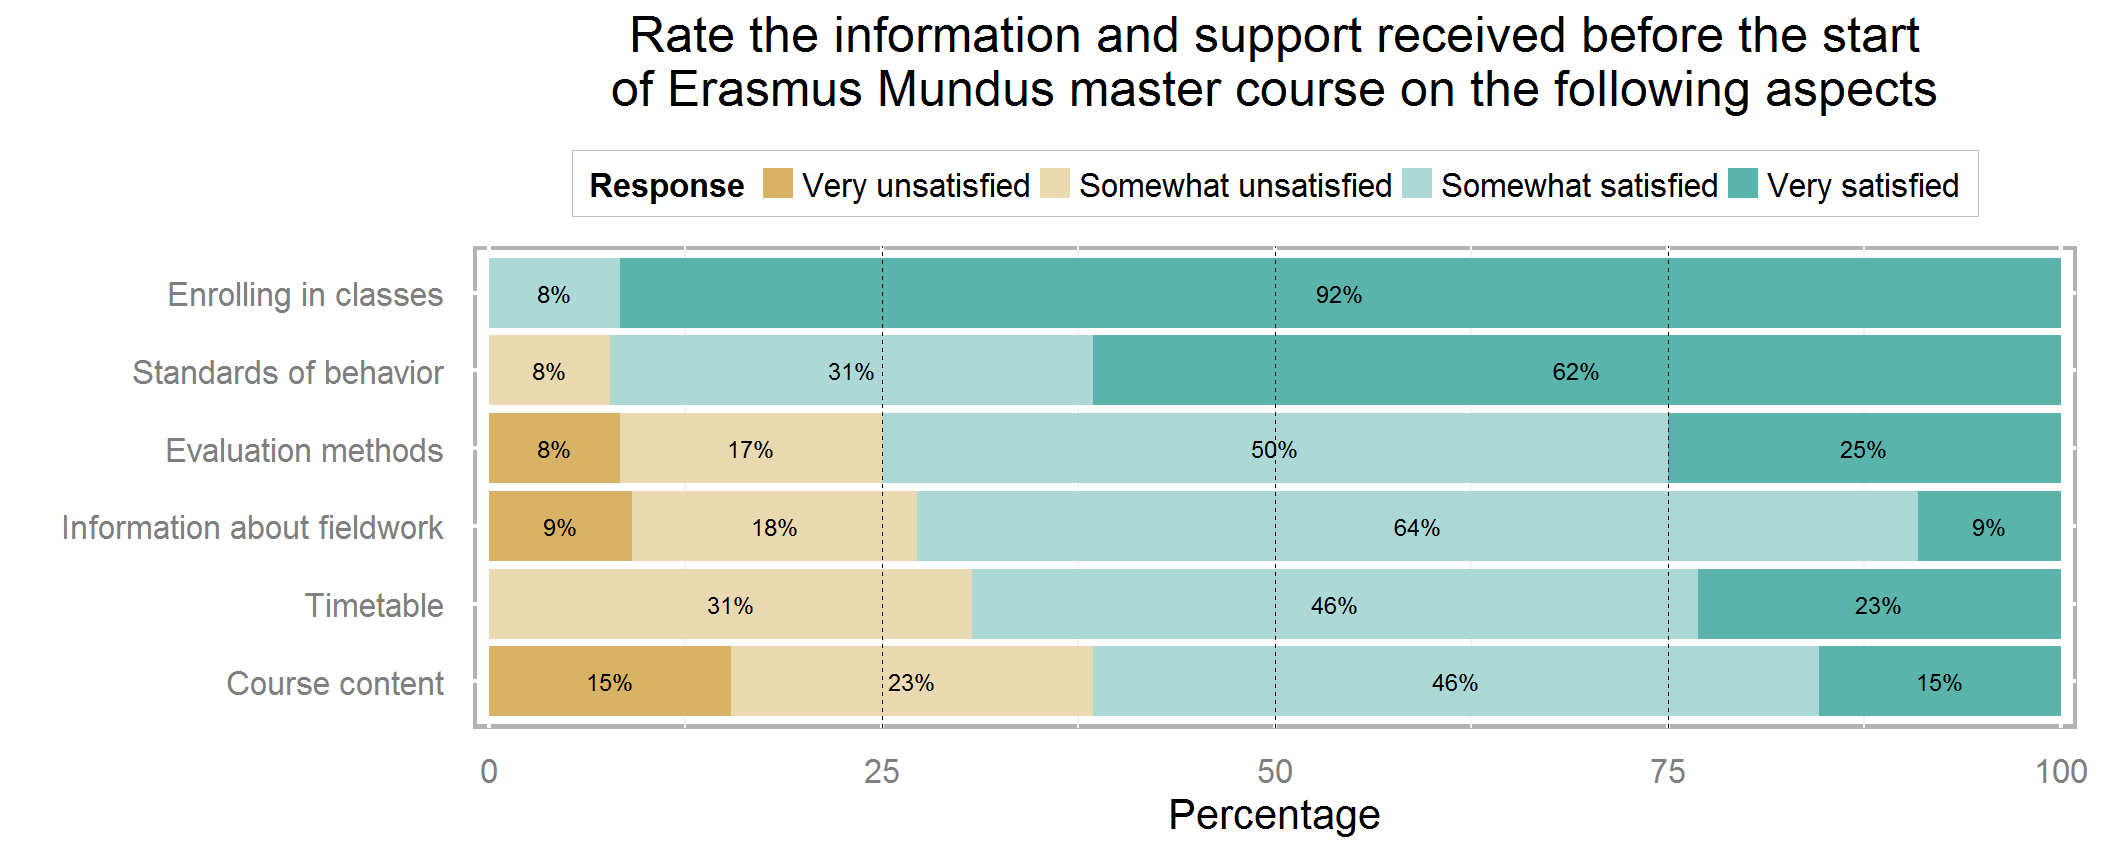 Rate the information and support received before the start
of Erasmus Mundus master course on the following aspects
Response Very unsatisfied Somewhat unsatisfied Somewhat satisfied Very satisfied
Enrolling in classes 8% 92%
Standards of behavior 8% 31% 62%
Evaluation methods 8% 17% 50% 25%
Information about fieldwork 9% 18% 64% 9%
Timetable 31% 46% 23%
Course content 15% 23% 46% 15%
0 25 50 75 100
Percentage